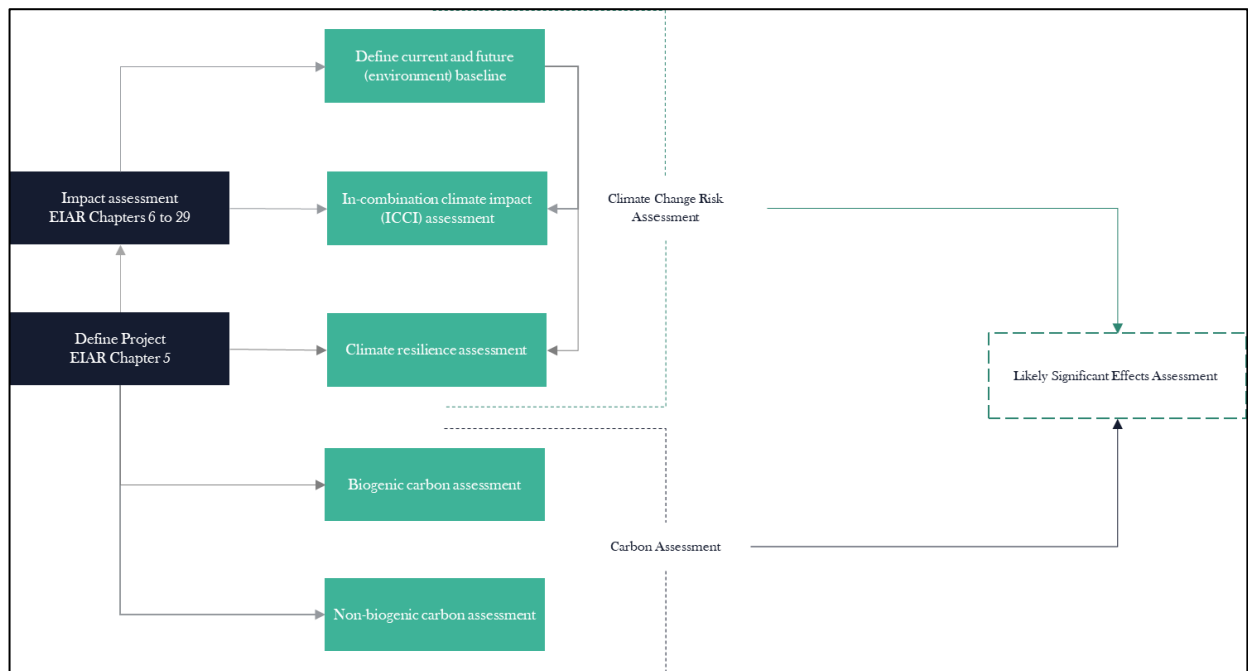 Define current and future
(environment) baseline
Impact assessment
EIAR Chapters 6 to 29
In-combination climate impact
(ICCI) assessment
Climate Change Risk
Assessment
Define Project
EIAR Chapter 5
Climate resilience assessment
Likely Significant Effects Assessment
Biogenic carbon assessment
Carbon Assessment
Non-biogenic carbon assessment